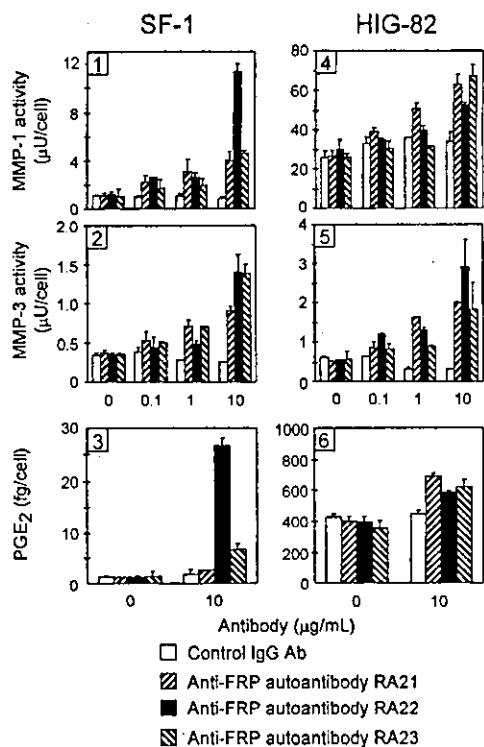 SF-1
HIG-82
1
MMP-1 activity
(µU/cell)
12
8
4
0
4
80
60
40
20
0
2
MMP-3 activity
(µU/cell)
1.5
1.0
0.5
0
0 0.1 1 10
5
3
2
1
0
0 0.1 1 10
3
PGE2 (fg/cell)
30
20
10
0
0 10
6
1000
800
600
400
200
0
0 10
Antibody (µg/mL)
Control IgG Ab
Anti-FRP autoantibody RA21
Anti-FRP autoantibody RA22
Anti-FRP autoantibody RA23